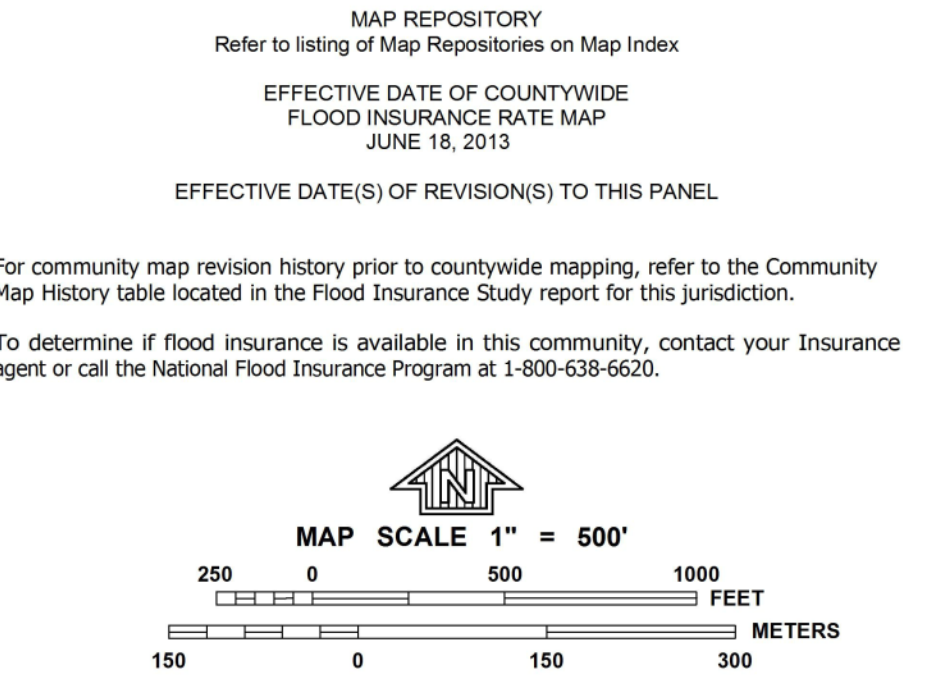 MAP REPOSITORY
Refer to listing of Map Repositories on Map Index
EFFECTIVE DATE OF COUNTYWIDE
FLOOD INSURANCE RATE MAP
JUNE 18, 2013
EFFECTIVE DATE(S) OF REVISION(S) TO THIS PANEL
For community map revision history prior to countywide mapping, refer to the Community
Map History table located in the Flood Insurance Study report for this jurisdiction.
To determine if flood insurance is available in this community, contact your Insurance
agent or call the National Flood Insurance Program at 1-800-638-6620.
N
MAP SCALE 1" = 500'
250 0 500 1000
FEET
METERS
150 0 150 300